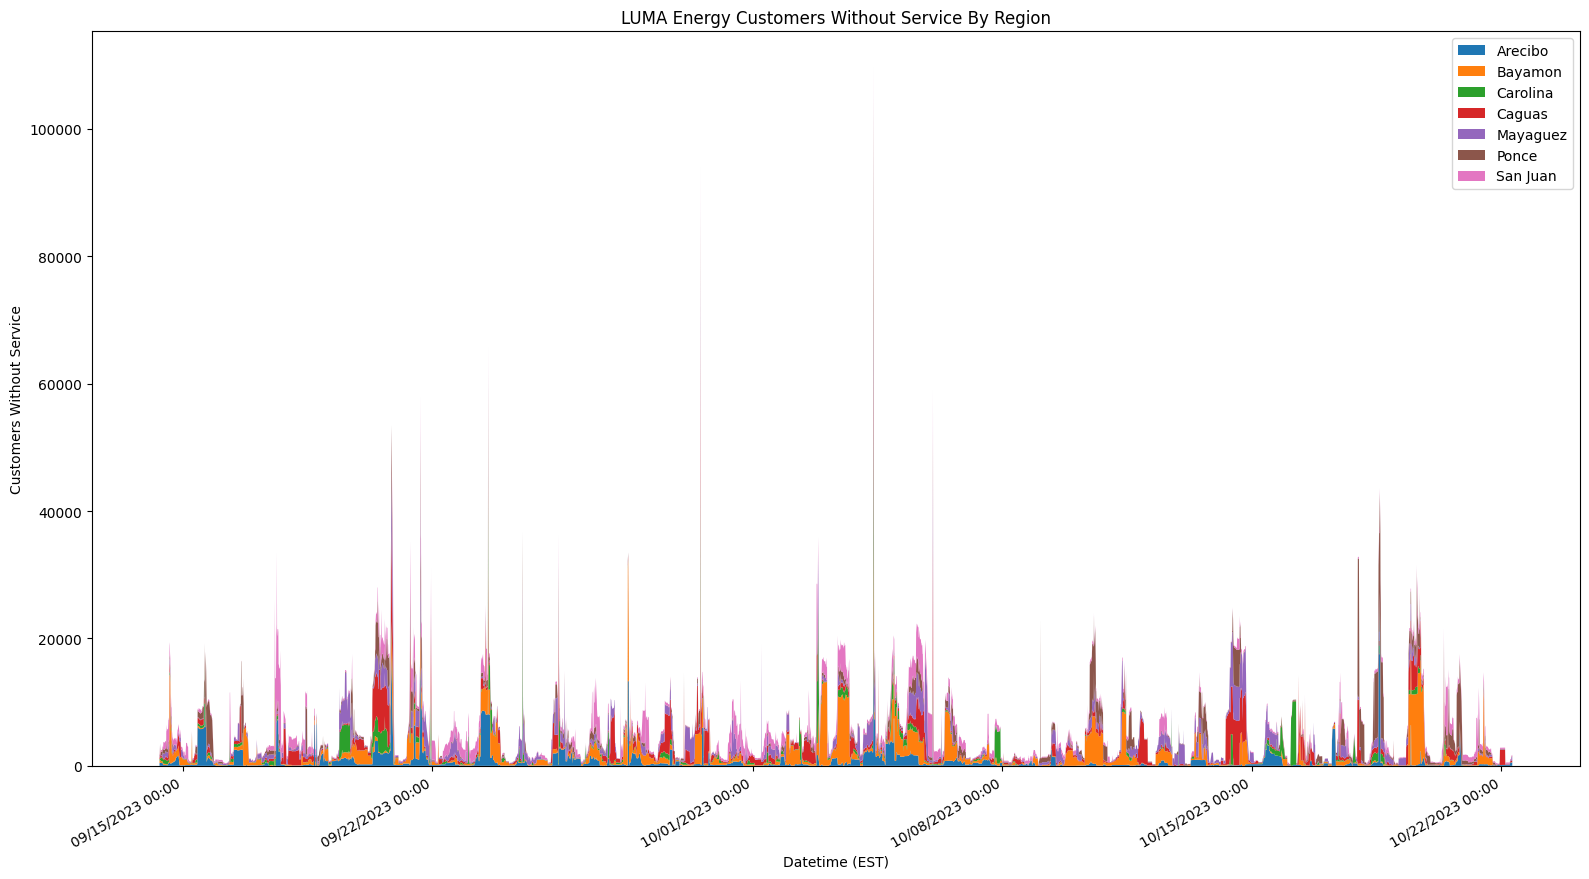 LUMA Energy Customers Without Service By Region
Arecibo
Bayamon
Carolina
Caguas
Mayaguez
Ponce
San Juan
100000
80000
60000
40000
20000
0
Customers Without Service
09/15/2023 00:00
09/22/2023 00:00
10/01/2023 00:00
10/08/2023 00:00
10/15/2023 00:00
10/22/2023 00:00
Datetime (EST)